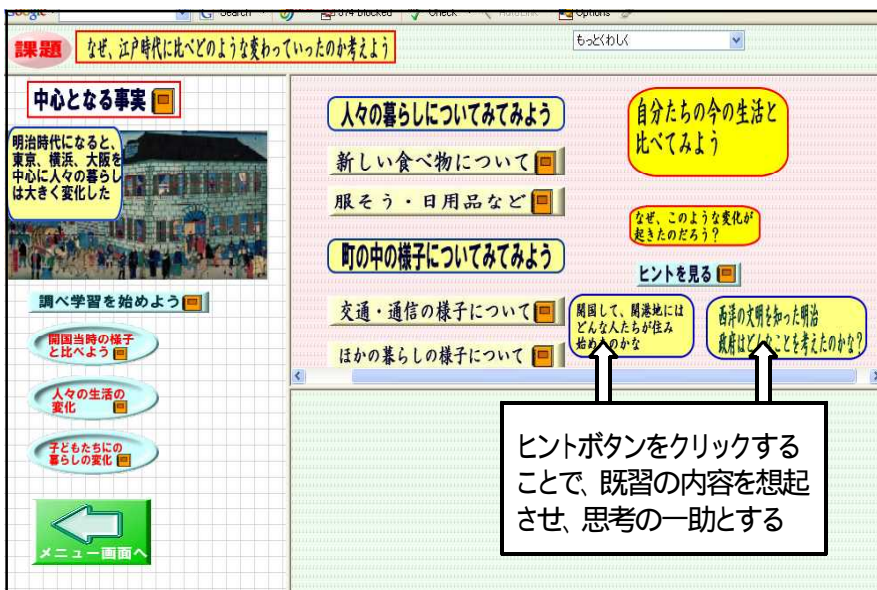 Google
Search
374 blocked
Check
AutoLink
Options
課題
なぜ、江戸時代に比べどのような変わっていったのか考えよう
もっとくわしく
中心となる事実
明治時代になると、
東京、横浜、大阪を
中心に人々の暮らし
は大きく変化した
調べ学習を始めよう
開国当時の様子
と比べよう
人々の生活の
変化
子どもたちにの
暮らしの変化
メニュー画面へ
人々の暮らしについてみてみよう
新しい食べ物について
服そう・日用品など
町の中の様子についてみてみよう
交通・通信の様子について
ほかの暮らしの様子について
自分たちの今の生活と
比べてみよう
なぜ、このような変化が
起きたのだろう?
ヒントを見る
開国して、開港地には
どんな人たちが住み
始めたのかな
西洋の文明を知った明治
政府はどんなことを考えたのかな?
ヒントボタンをクリックする
ことで、既習の内容を想起
させ、思考の一助とする